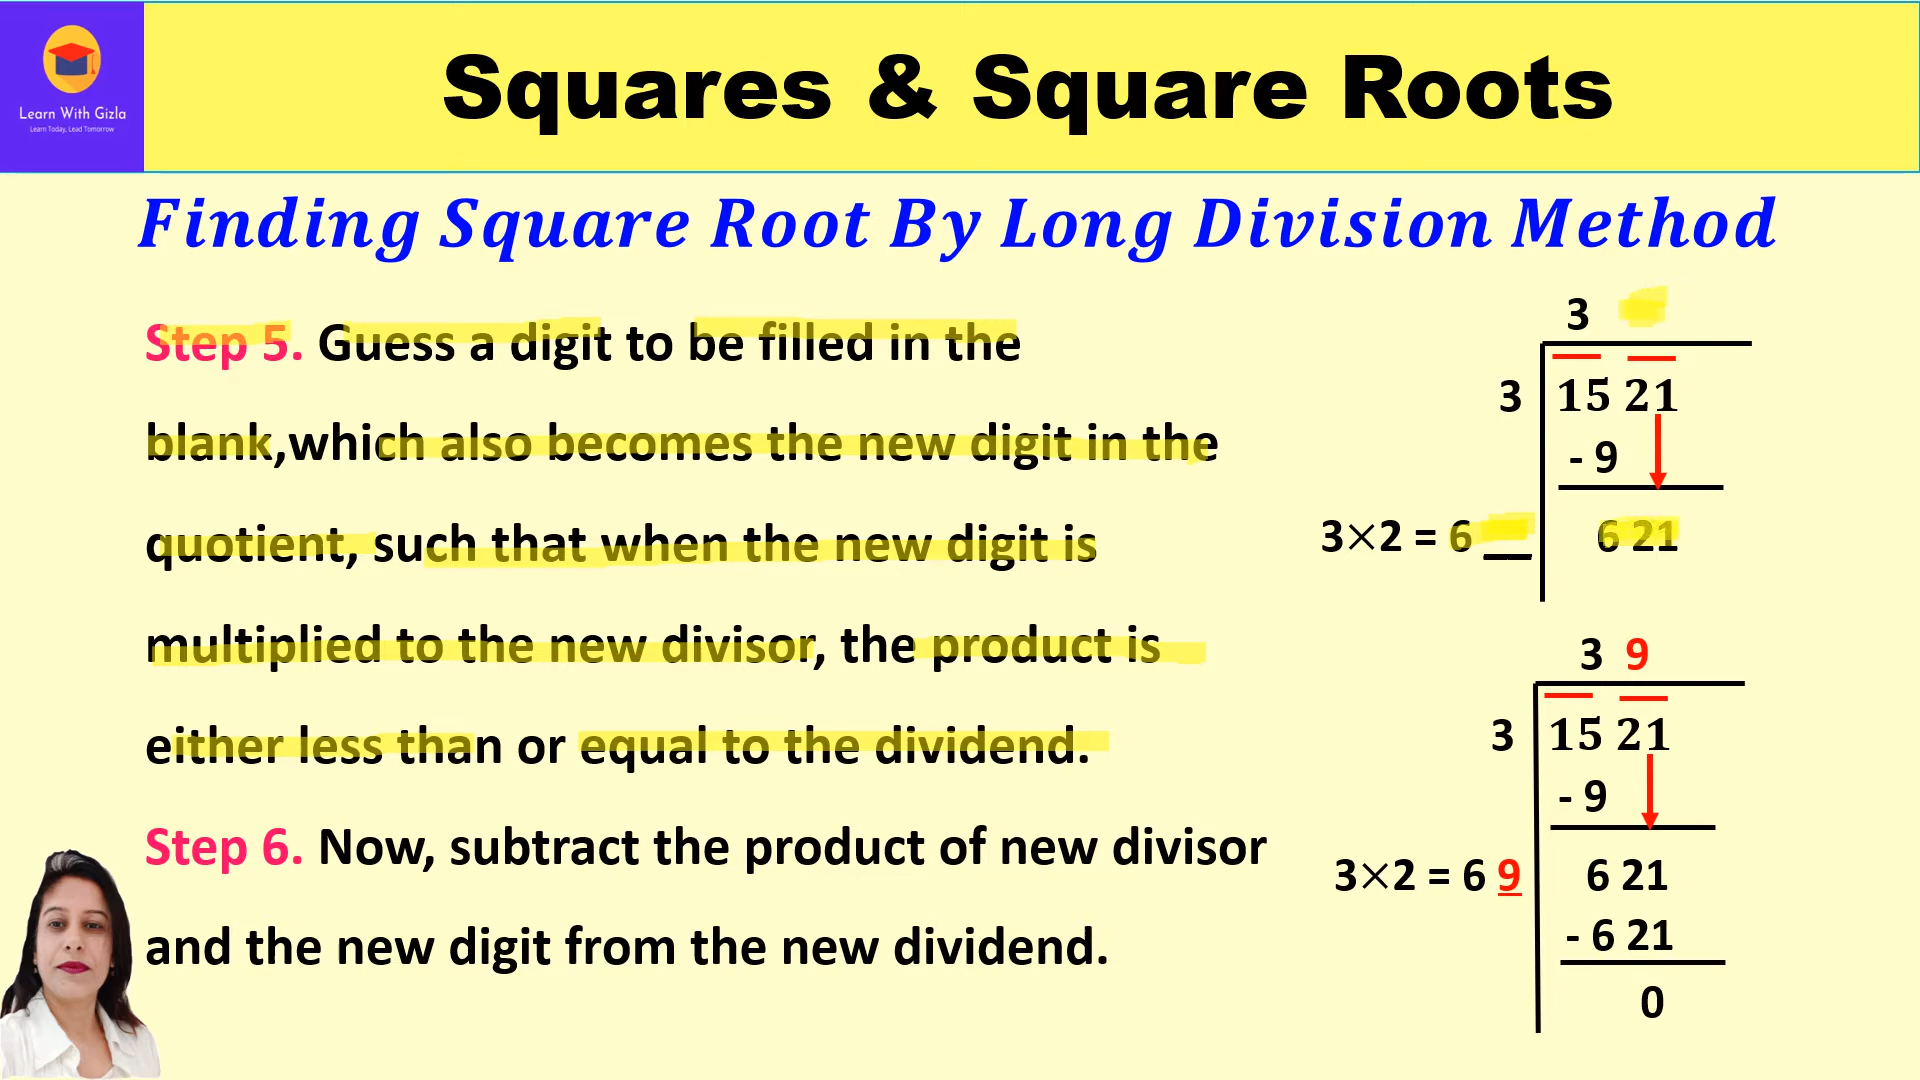 Learn With Gizla
Learn Today, Lead Tomorrow
Squares & Square Roots
Finding Square Root By Long Division Method
Step 5. Guess a digit to be filled in the
blank,which also becomes the new digit in the
quotient, such that when the new digit is
multiplied to the new divisor, the product is
either less than or equal to the dividend.
Step 6. Now, subtract the product of new divisor
and the new digit from the new dividend.
3
3 15 21
- 9
3×2 = 6 __ 6 21
3 9
3 15 21
- 9
3×2 = 6 9 6 21
- 6 21
0